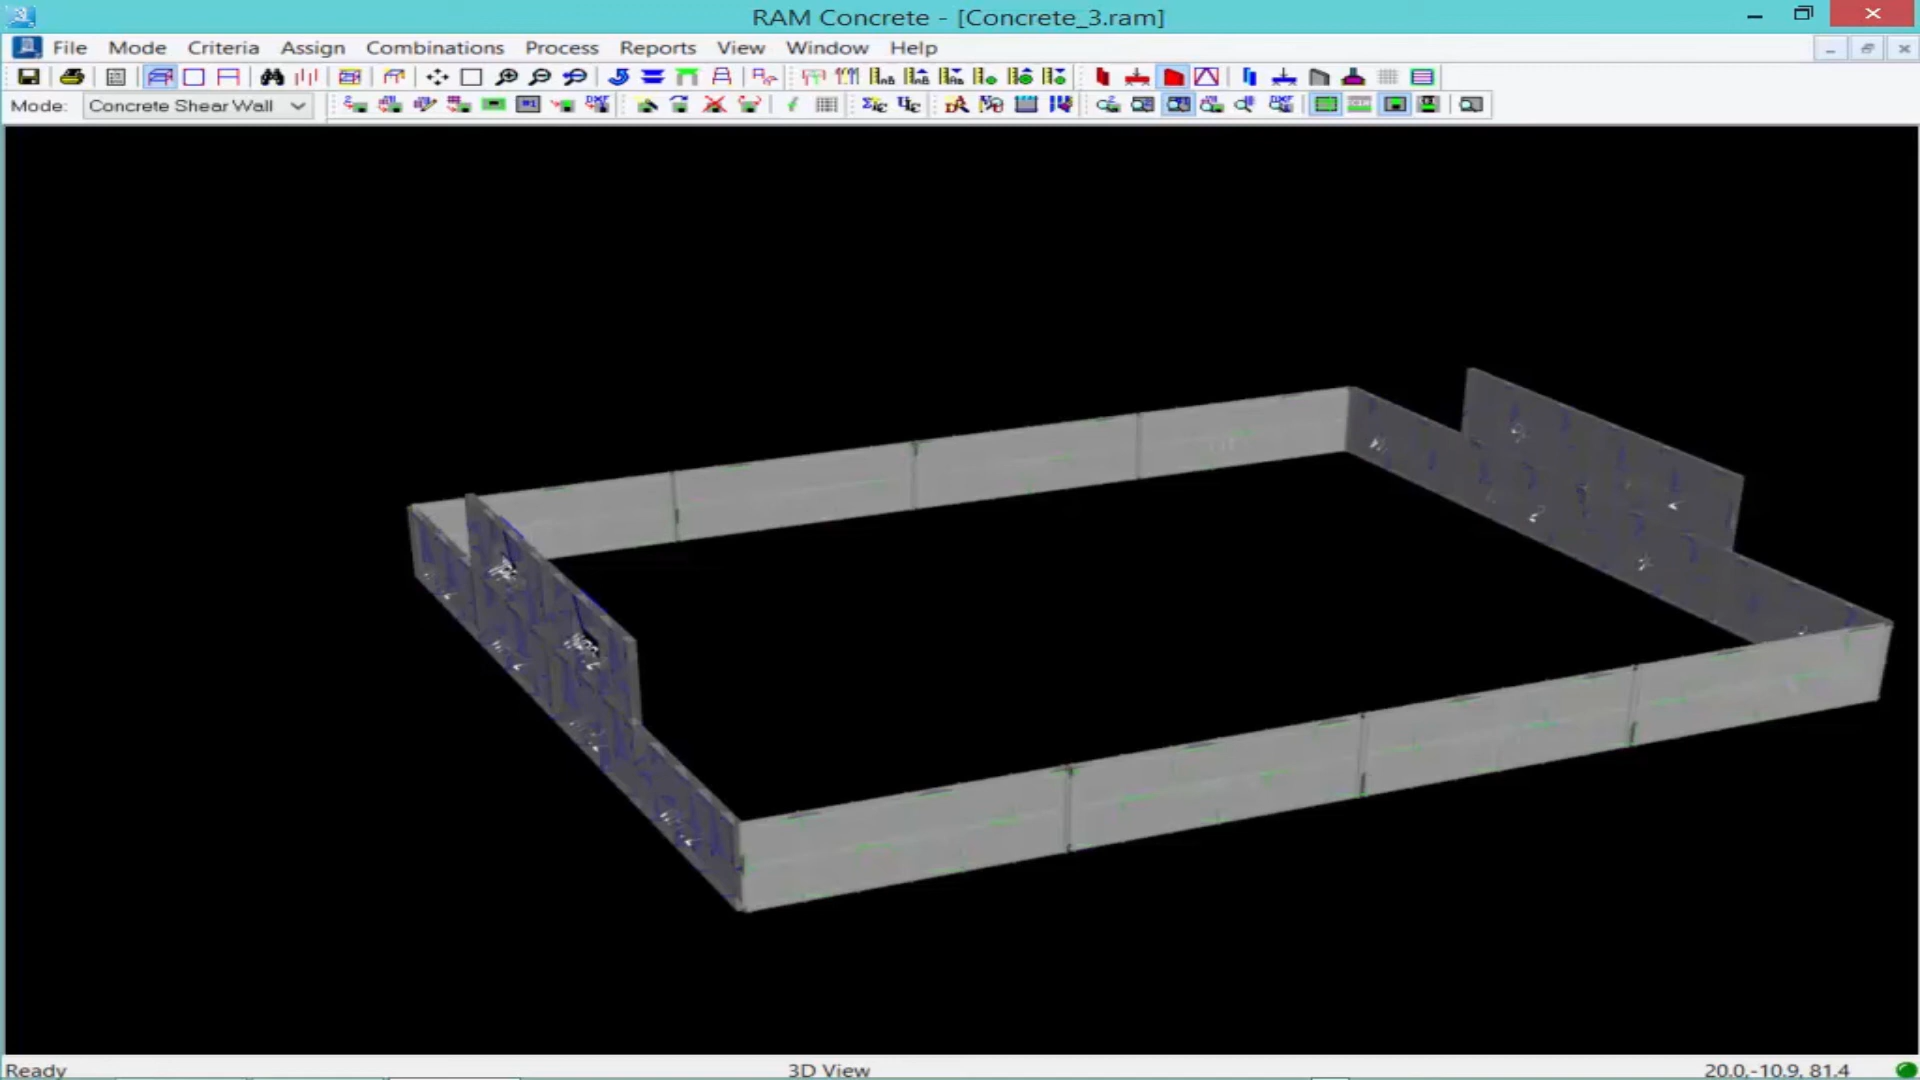 RAM Concrete - [Concrete_3.ram]
File Mode Criteria Assign Combinations Process Reports View Window Help
Mode: Concrete Shear Wall
Ready 3D View 20.0,-10.9, 81.4